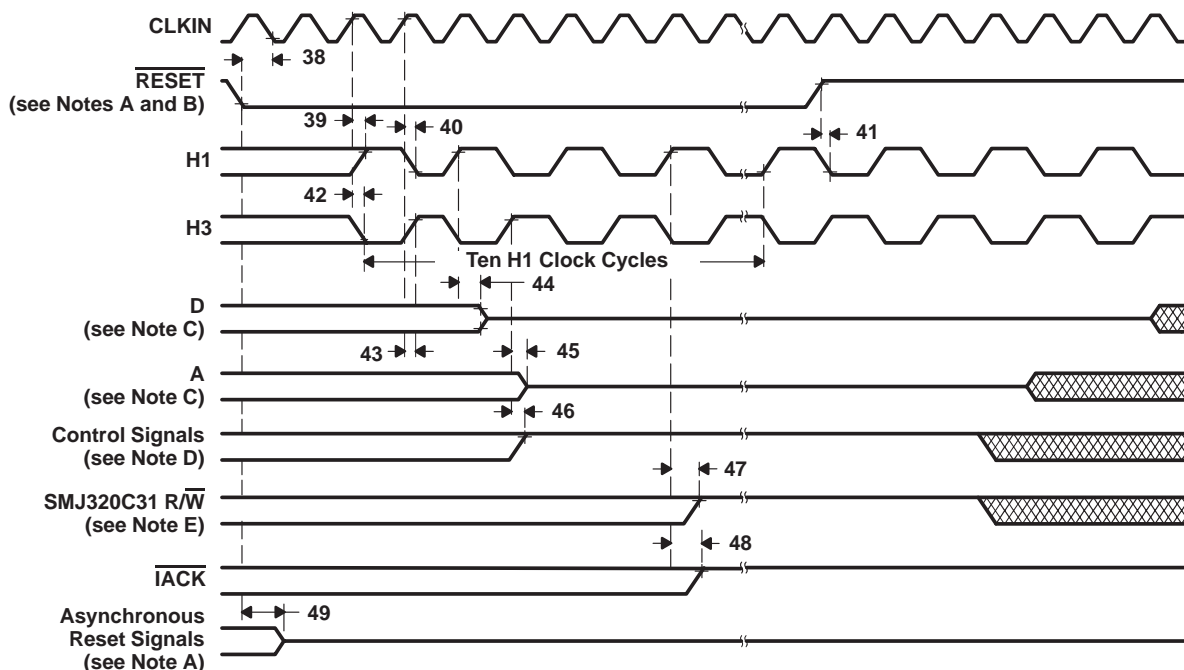 CLKIN
38
RESET
(see Notes A and B)
39
40
41
H1
42
H3
Ten H1 Clock Cycles
44
D
(see Note C)
43
45
A
(see Note C)
46
Control Signals
(see Note D)
47
SMJ320C31 R/W
(see Note E)
48
IACK
49
Asynchronous
Reset Signals
(see Note A)